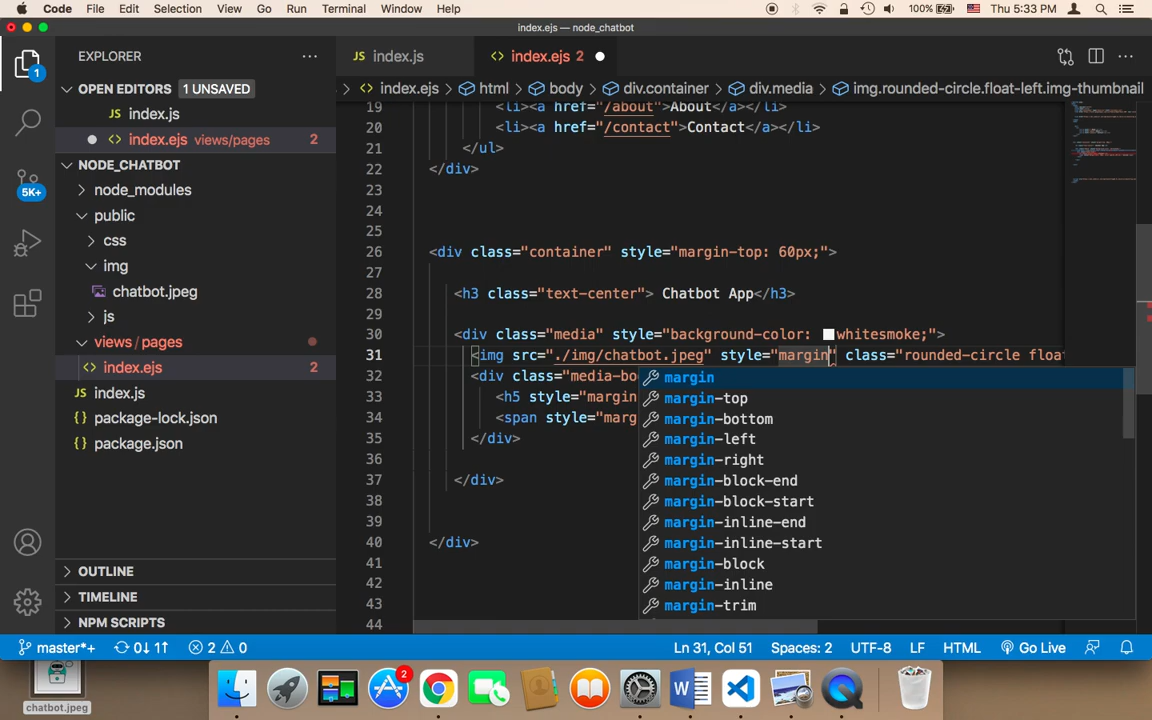 Code File Edit Selection View Go Run Terminal Window Help 100% Thu 5:33 PM
index.ejs — node_chatbot
EXPLORER
index.js
index.ejs 2
OPEN EDITORS 1 UNSAVED
index.js
index.ejs views/pages 2
NODE_CHATBOT
node_modules
public
css
img
chatbot.jpeg
js
views/pages
index.ejs 2
index.js
package-lock.json
package.json
OUTLINE
TIMELINE
NPM SCRIPTS
1
5K+
index.ejs html body div.container div.media img.rounded-circle.float-left.img-thumbnail
19 <li><a href="/about">About</a></li>
20 <li><a href="/contact">Contact</a></li>
21 </ul>
22 </div>
23
24
25
26 <div class="container" style="margin-top: 60px;">
27
28 <h3 class="text-center"> Chatbot App</h3>
29
30 <div class="media" style="background-color: whitesmoke;">
31 <img src="./img/chatbot.jpeg" style="margin" class="rounded-circle floa
32 <div class="media-bo
33 <h5 style="margin
34 <span style="marg
35 </div>
36
37 </div>
38
39
40 </div>
41
42
43
44
margin
margin-top
margin-bottom
margin-left
margin-right
margin-block-end
margin-block-start
margin-inline-end
margin-inline-start
margin-block
margin-inline
margin-trim
master*+ 0↓ 1↑ 2 0 Ln 31, Col 51 Spaces: 2 UTF-8 LF HTML Go Live
2
chatbot.jpeg